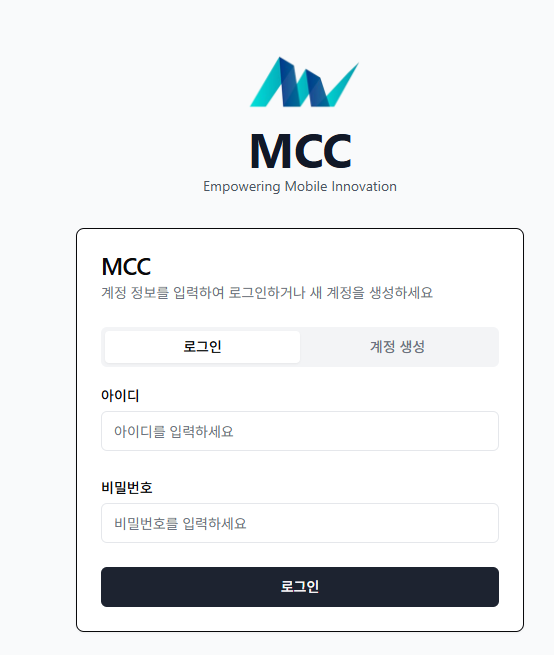 MCC
Empowering Mobile Innovation
MCC
계정 정보를 입력하여 로그인하거나 새 계정을 생성하세요
로그인
계정 생성
아이디
아이디를 입력하세요
비밀번호
비밀번호를 입력하세요
로그인